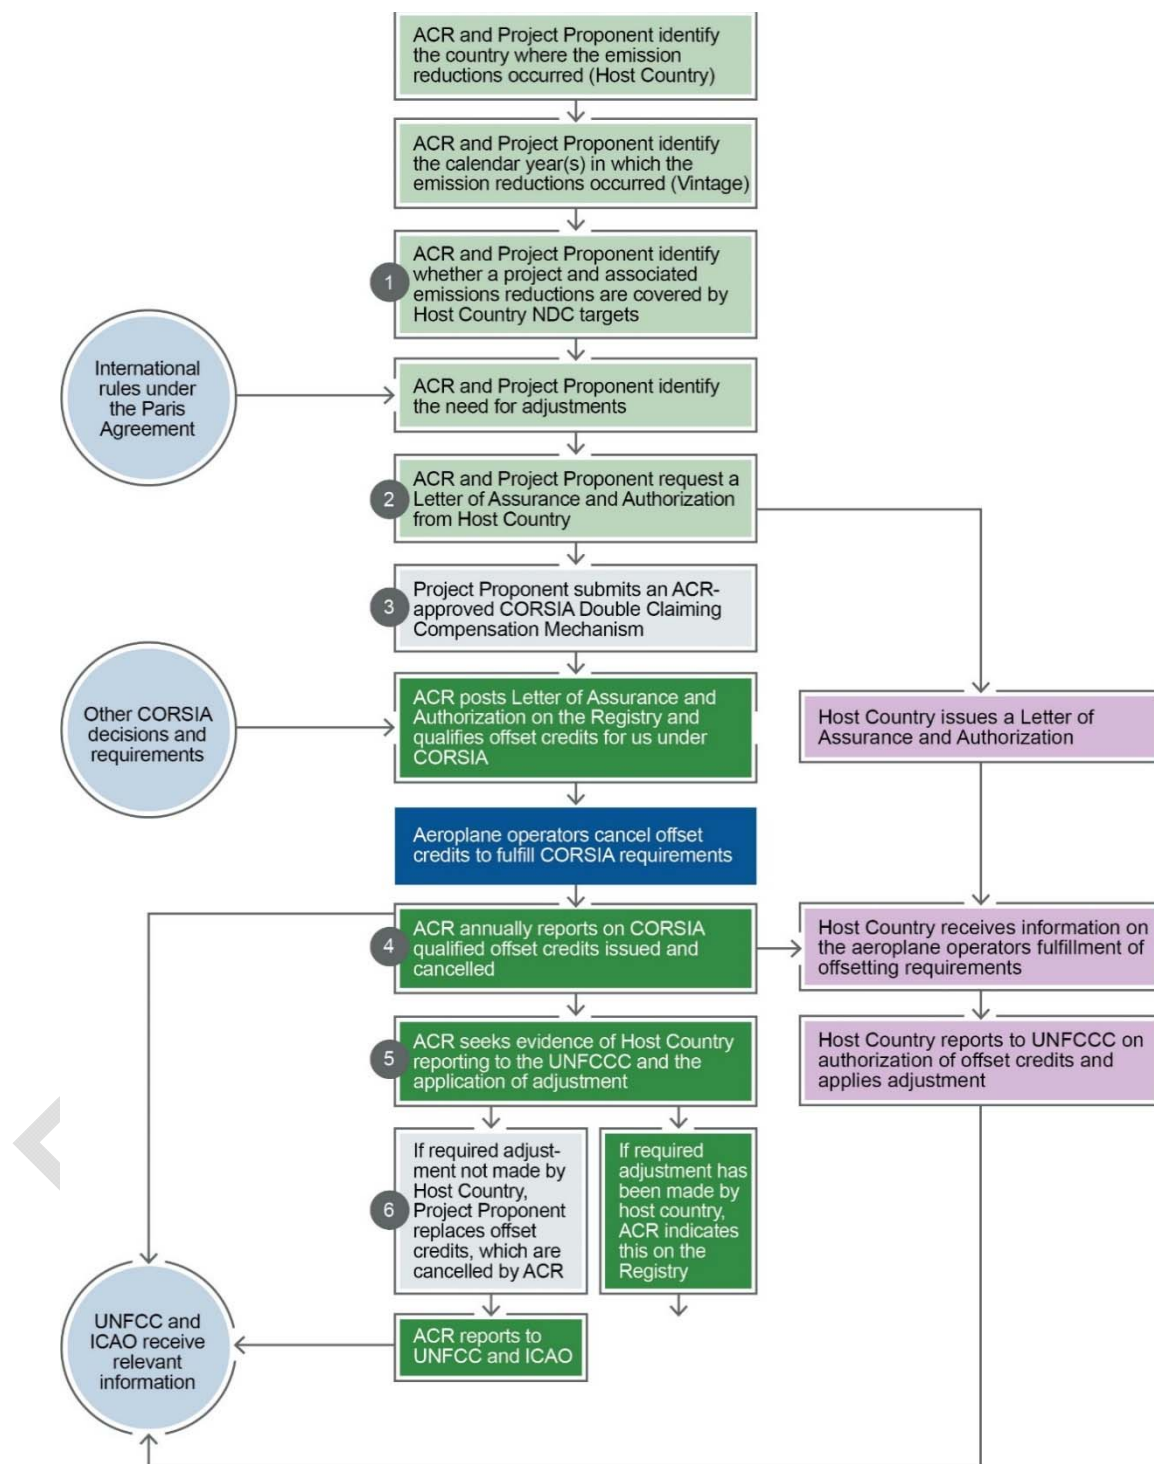 ACR and Project Proponent identify
the country where the emission
reductions occurred (Host Country)
ACR and Project Proponent identify
the calendar year(s) in which the
emission reductions occurred (Vintage)
1
ACR and Project Proponent identify
whether a project and associated
emissions reductions are covered by
Host Country NDC targets
International
rules under
the Paris
Agreement
ACR and Project Proponent identify
the need for adjustments
2
ACR and Project Proponent request a
Letter of Assurance and Authorization
from Host Country
3
Project Proponent submits an ACR-
approved CORSIA Double Claiming
Compensation Mechanism
Other CORSIA
decisions and
requirements
ACR posts Letter of Assurance and
Authorization on the Registry and
qualifies offset credits for us under
CORSIA
Host Country issues a Letter of
Assurance and Authorization
Aeroplane operators cancel offset
credits to fulfill CORSIA requirements
4
ACR annually reports on CORSIA
qualified offset credits issued and
cancelled
Host Country receives information on
the aeroplane operators fulfillment of
offsetting requirements
5
ACR seeks evidence of Host Country
reporting to the UNFCCC and the
application of adjustment
Host Country reports to UNFCCC on
authorization of offset credits and
applies adjustment
6
If required adjust-
ment not made by
Host Country,
Project Proponent
replaces offset
credits, which are
cancelled by ACR
If required
adjustment has
been made by
host country,
ACR indicates
this on the
Registry
UNFCC and
ICAO receive
relevant
information
ACR reports to
UNFCC and ICAO